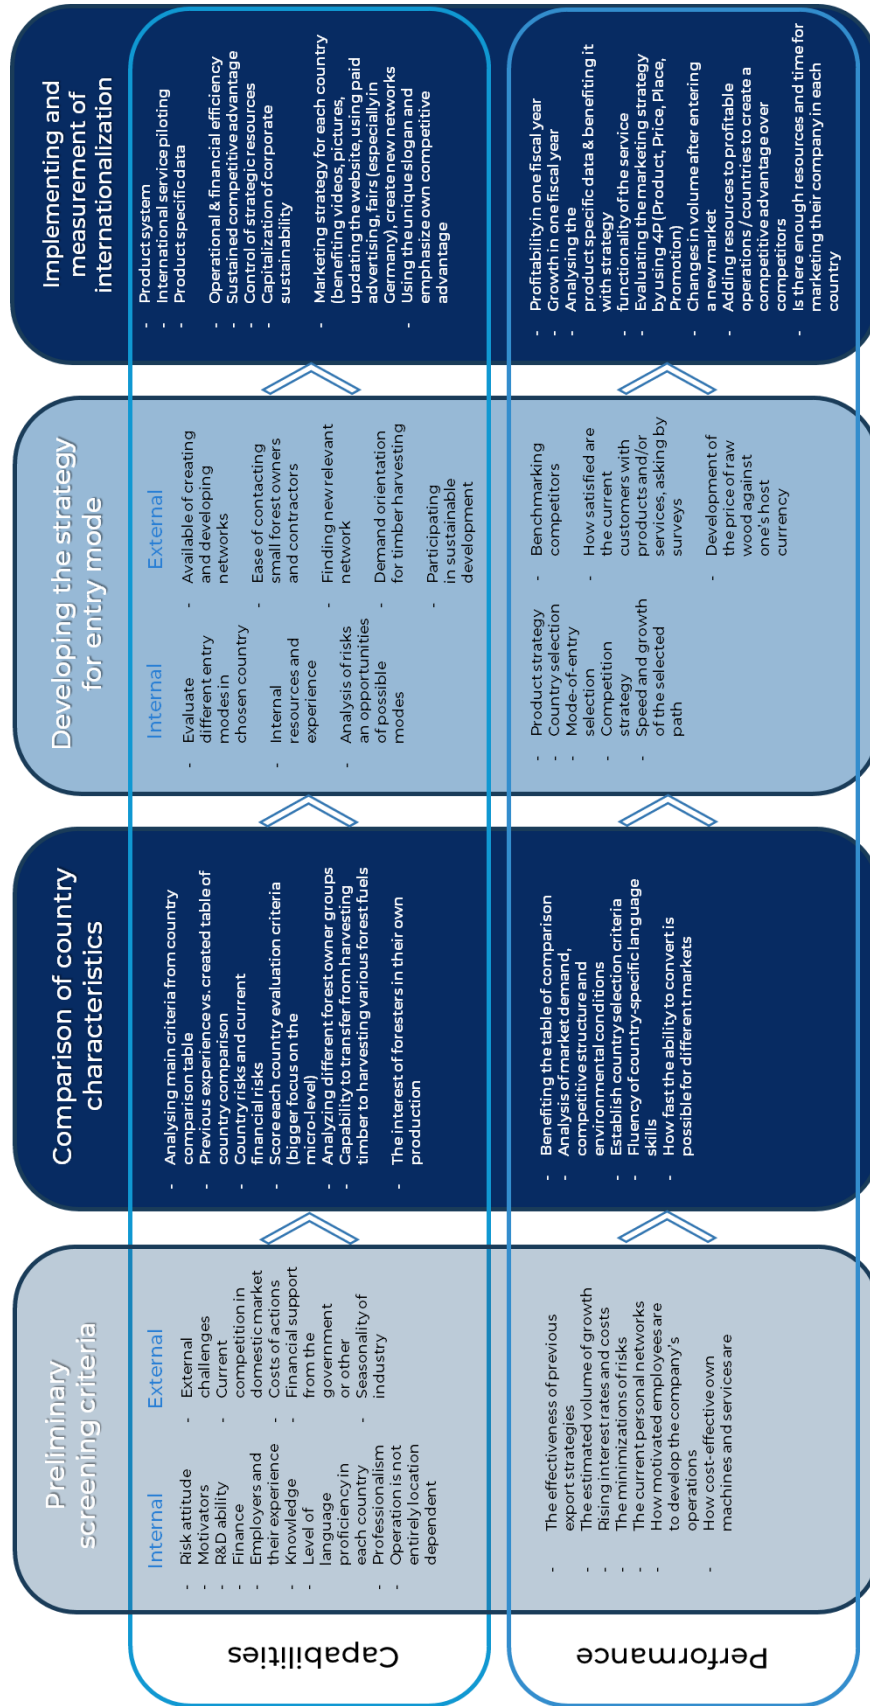 Preliminary
screening criteria
Internal
- Risk attitude
- Motivators
- R&D ability
- Finance
- Employers and
their experience
- Knowledge
- Level of
language
proficiency in
each country
- Professionalism
- Operation is not
entirely location
dependent
External
- External
challenges
- Current
competition in
domestic market
- Costs of actions
- Financial support
from the
government
or other
- Seasonality of
industry
- The effectiveness of previous
export strategies
- The estimated volume of growth
- Rising interest rates and costs
- The minimizations of risks
- The current personal networks
- How motivated employees are
to develop the company's
operations
- How cost-effective own
machines and services are
Comparison of country
characteristics
- Analysing main criteria from country
comparison table
- Previous experience vs. created table of
country comparison
- Country risks and current
financial risks
- Score each country evaluation criteria
(bigger focus on the
micro-level)
- Analyzing different forest owner groups
- Capability to transfer from harvesting
timber to harvesting various forest fuels
- The interest of foresters in their own
production
- Benefiting the table of comparison
- Analysis of market demand,
competitive structure and
environmental conditions
- Establish country selection criteria
- Fluency of country-specific language
skills
- How fast the ability to convert is
possible for different markets
Developing the strategy
for entry mode
Internal
- Evaluate
different entry
modes in
chosen country
- Internal
resources and
experience
- Analysis of risks
an opportunities
of possible
modes
External
- Available of creating
and developing
networks
- Ease of contacting
small forest owners
and contractors
- Finding new relevant
network
- Demand orientation
for timber harvesting
- Participating
in sustainable
development
- Product strategy
- Country selection
- Mode-of-entry
selection
- Competition
strategy
- Speed and growth
of the selected
path
- Benchmarking
competitors
- How satisfied are
the current
customers with
products and/or
services, asking by
surveys
- Development of
the price of raw
wood against
one's host
currency
Implementing and
measurement of
internationalization
- Product system
- International service piloting
- Product specific data
- Operational & financial efficiency
- Sustained competitive advantage
- Control of strategic resources
- Capitalization of corporate
sustainability
- Marketing strategy for each country
(benefiting videos, pictures,
updating the website, using paid
advertising, fairs (especially in
Germany), create new networks
- Using the unique slogan and
emphasize own competitive
advantage
- Profitability in one fiscal year
- Growth in one fiscal year
- Analysing the
product specific data & benefiting it
with strategy
- functionality of the service
- Evaluating the marketing strategy
by using 4P (Product, Price, Place,
Promotion)
- Changes in volume after entering
a new market
- Adding resources to profitable
operations / countries to create a
competitive advantage over
competitors
- Is there enough resources and time for
marketing their company in each
country
Capabilities
Performance